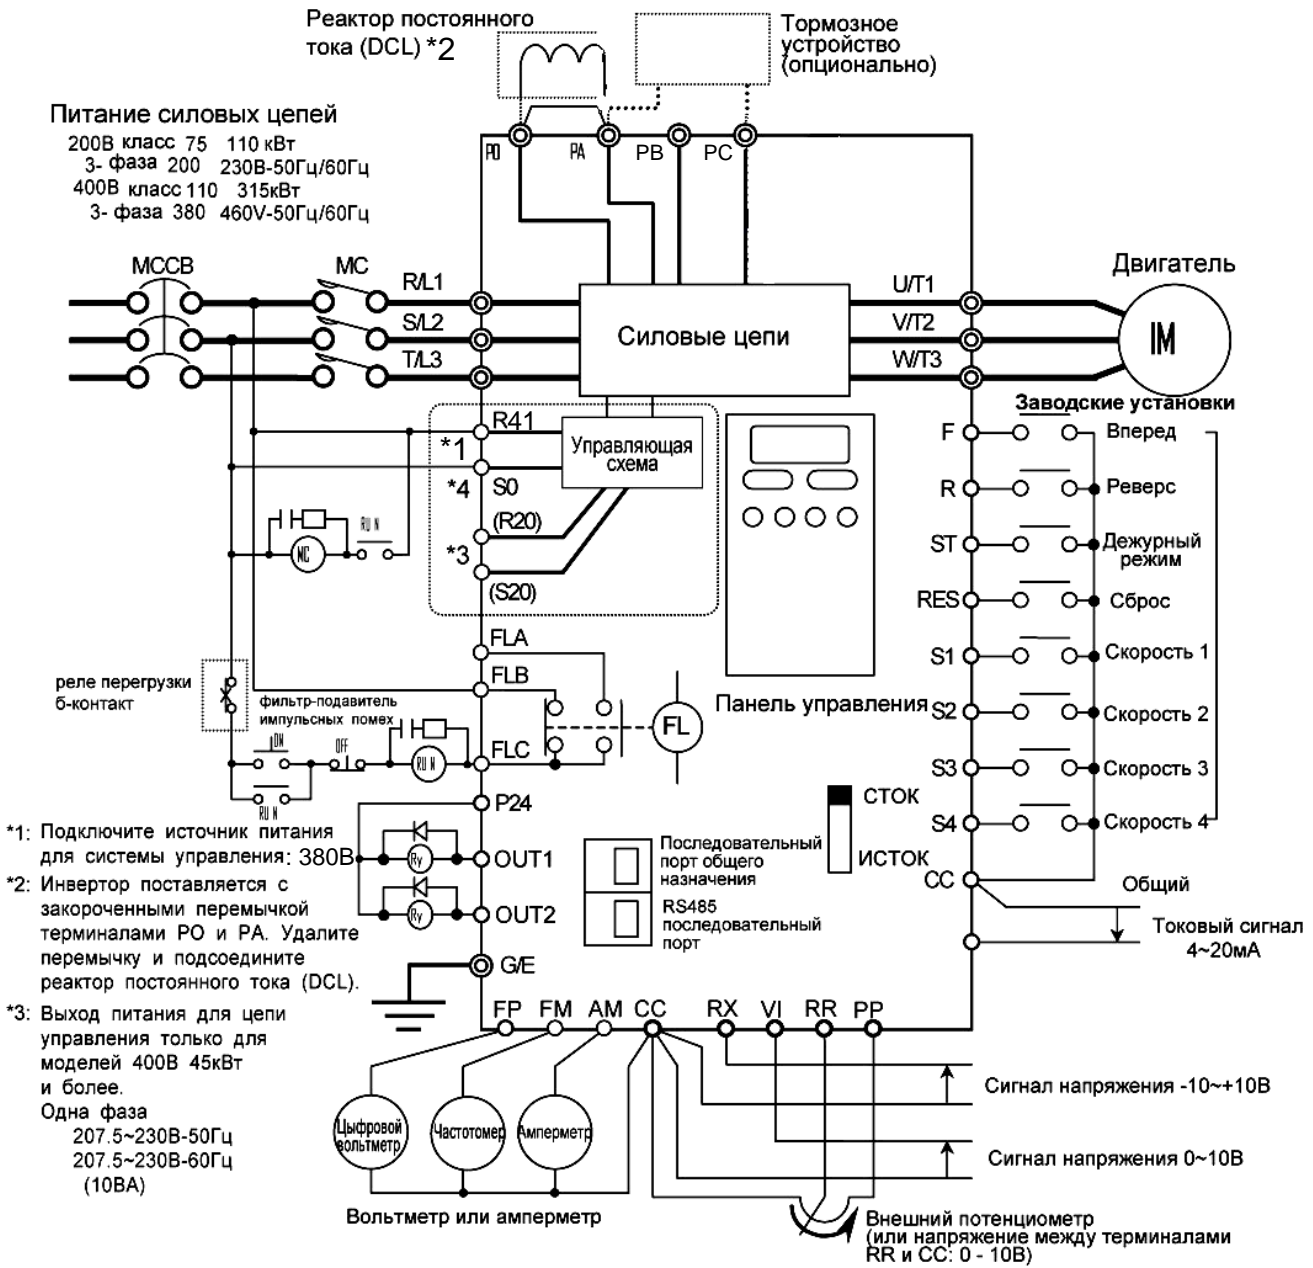 Реактор постоянного
тока (DCL) *2
Тормозное
устройство
(опционально)
Питание силовых цепей
200В класс 75 110 кВт
3- фаза 200 230В-50Гц/60Гц
400В класс 110 315кВт
3- фаза 380 460V-50Гц/60Гц
PO
PA
PB
PC
MCCB
MC
R/L1
S/L2
T/L3
Силовые цепи
U/T1
V/T2
W/T3
Двигатель
IM
Заводские установки
R41
*1
*4
S0
Управляющая
схема
(R20)
*3
(S20)
RUN
MC
F
Вперед
R
Реверс
ST
Дежурный
режим
RES
Сброс
S1
Скорость 1
S2
Скорость 2
S3
Скорость 3
S4
Скорость 4
CC
Общий
Токовый сигнал
4~20мА
FLA
FLB
FLC
FL
Панель управления
реле перегрузки
б-контакт
фильтр-подавитель
импульсных помех
ON
OFF
RUN
RUN
P24
OUT1
Ry
OUT2
Ry
G/E
СТОК
ИСТОК
Последовательный
порт общего
назначения
RS485
последовательный
порт
*1: Подключите источник питания
для системы управления: 380В
*2: Инвертор поставляется с
закороченными перемычкой
терминалами PO и PA. Удалите
перемычку и подсоедините
реактор постоянного тока (DCL).
*3: Выход питания для цепи
управления только для
моделей 400В 45кВт
и более.
Одна фаза
207.5~230В-50Гц
207.5~230В-60Гц
(10ВА)
FP
FM
AM
CC
RX
VI
RR
PP
Цыфровой
вольтметр
Частотомер
Амперметр
Вольтметр или амперметр
Сигнал напряжения -10~+10В
Сигнал напряжения 0~10В
Внешний потенциометр
(или напряжение между терминалами
RR и CC: 0 - 10В)